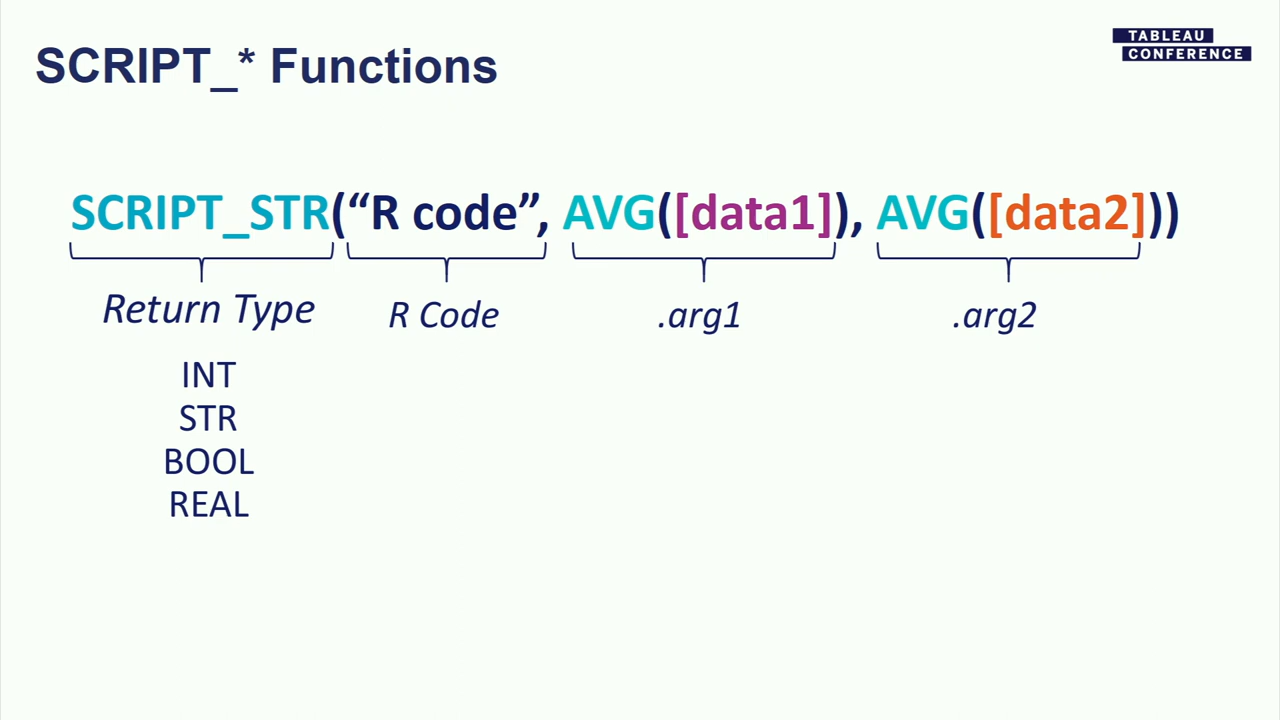 SCRIPT_* Functions
TABLEAU
CONFERENCE
SCRIPT_STR(“R code”, AVG([data1]), AVG([data2]))
Return Type R Code .arg1 .arg2
INT
STR
BOOL
REAL